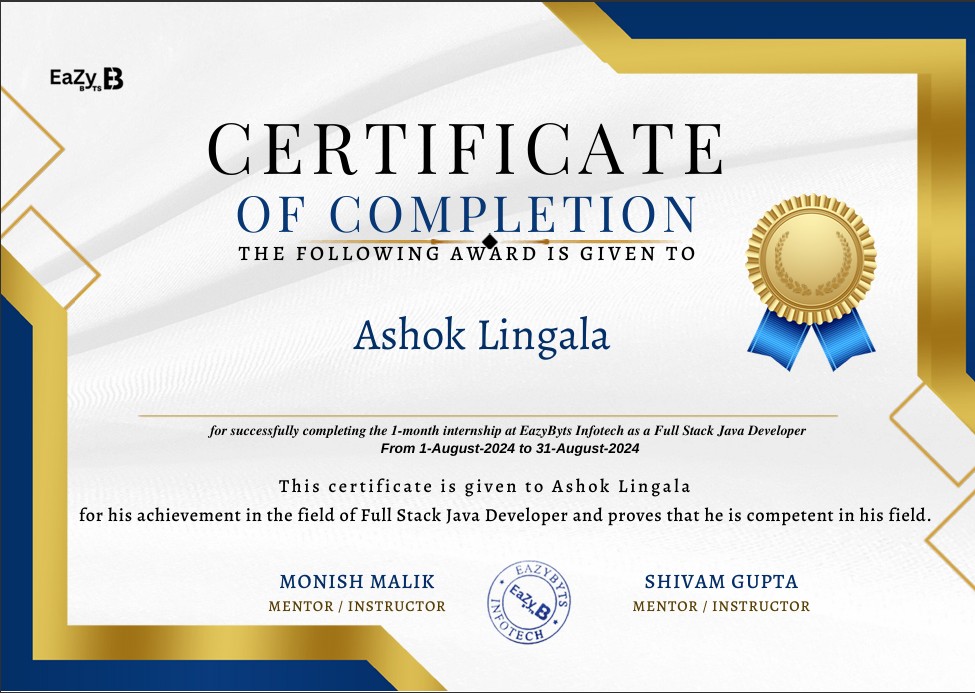 EaZy B
BYTS
CERTIFICATE
OF COMPLETION
THE FOLLOWING AWARD IS GIVEN TO
Ashok Lingala
for successfully completing the 1-month internship at EazyByts Infotech as a Full Stack Java Developer
From 1-August-2024 to 31-August-2024
This certificate is given to Ashok Lingala
for his achievement in the field of Full Stack Java Developer and proves that he is competent in his field.
MONISH MALIK
MENTOR / INSTRUCTOR
EAZYBYTS
EaZy B
BYTS
INFOTECH
SHIVAM GUPTA
MENTOR / INSTRUCTOR